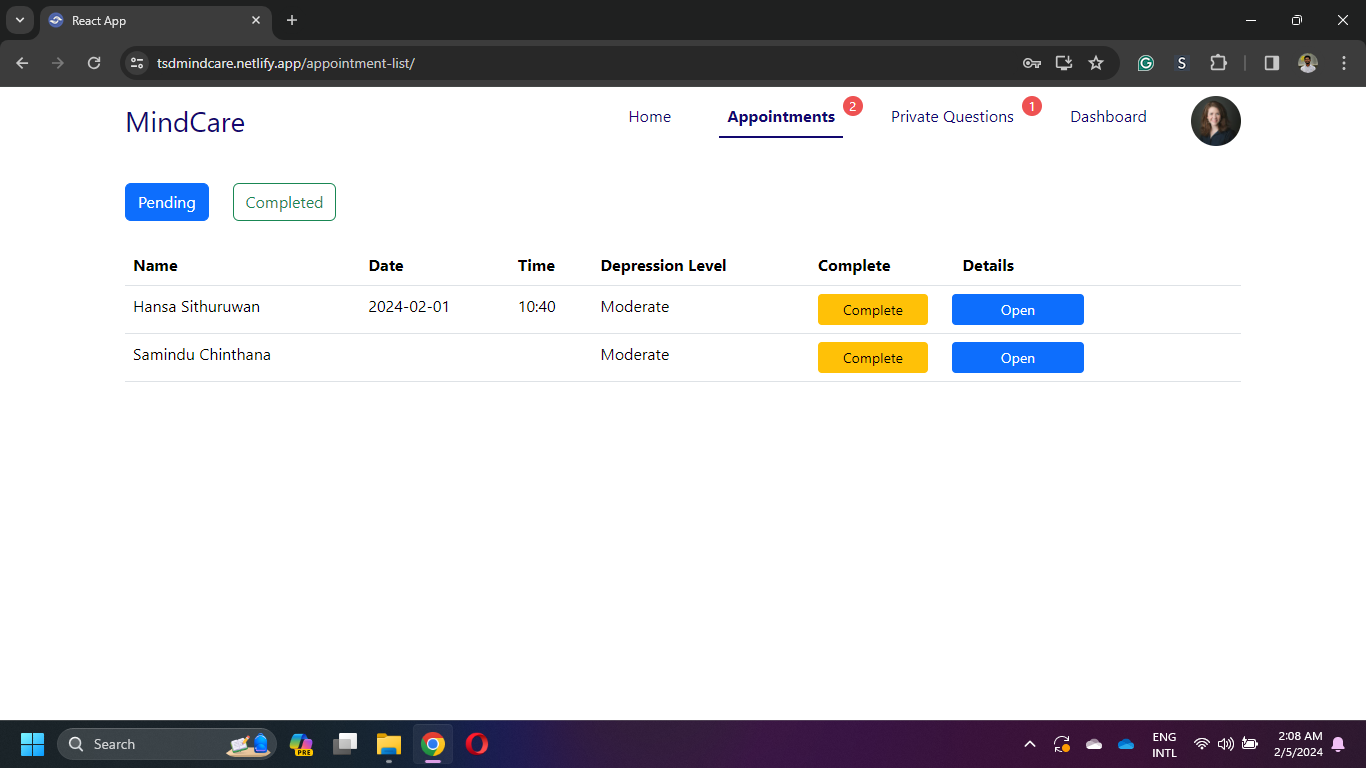 React App
tsdmindcare.netlify.app/appointment-list/
S
MindCare
Home
Appointments
2
Private Questions
1
Dashboard
Pending
Completed
Name Date Time Depression Level Complete Details
Hansa Sithuruwan 2024-02-01 10:40 Moderate Complete Open
Samindu Chinthana Moderate Complete Open
Search
PRE
ENG
INTL
2:08 AM
2/5/2024